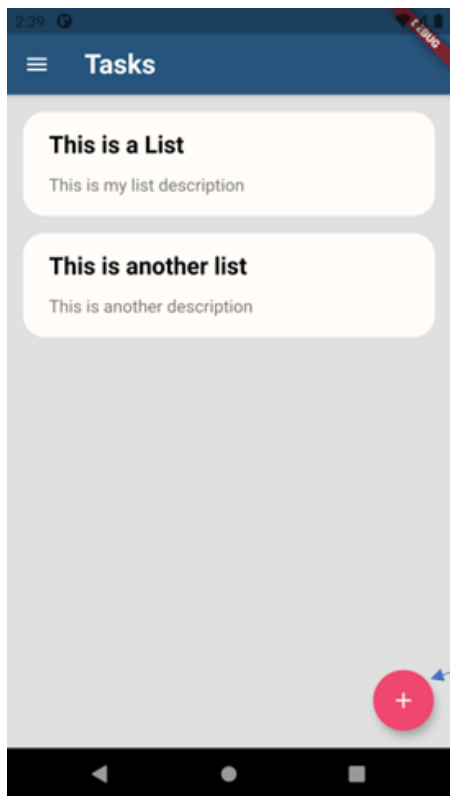 2:39
DEBUG
Tasks
This is a List
This is my list description
This is another list
This is another description
+